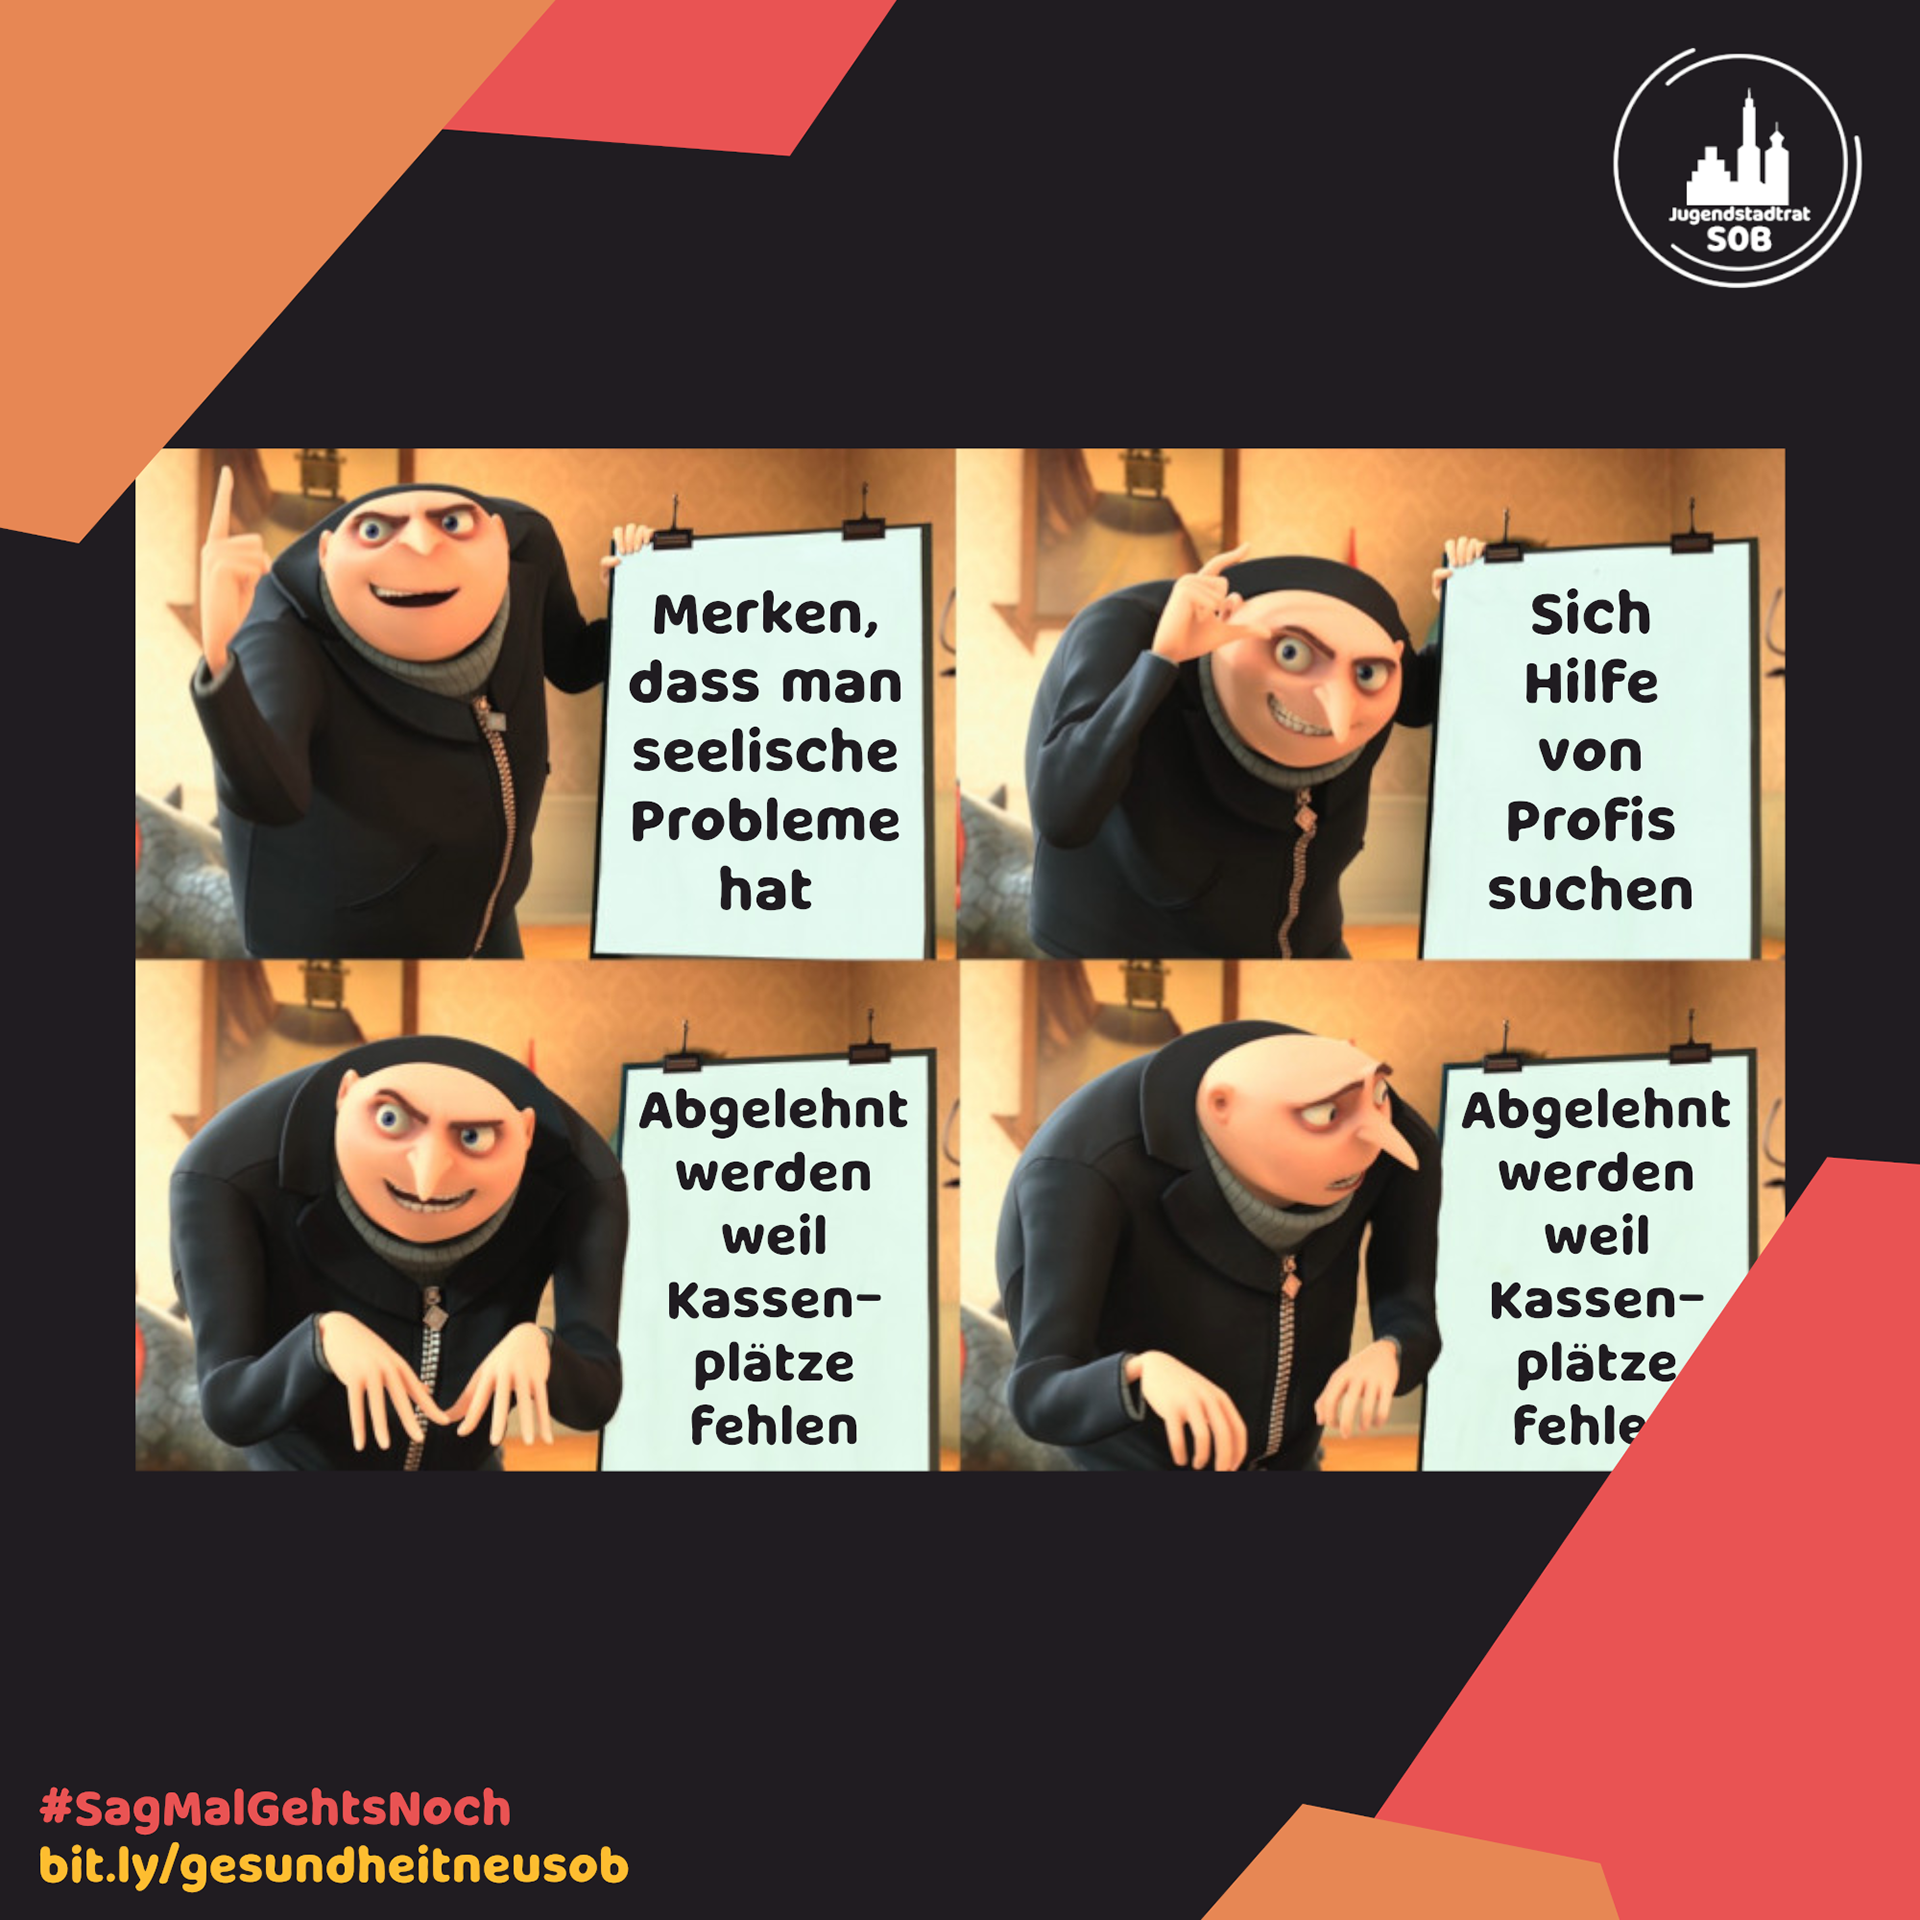 Jugendstadtrat
SOB
Merken,
dass man
seelische
Probleme
hat
Sich
Hilfe
von
Profis
suchen
Abgelehnt
werden
weil
Kassen-
plätze
fehlen
Abgelehnt
werden
weil
Kassen-
plätze
fehle
#SagMalGehtsNoch
bit.ly/gesundheitneusob